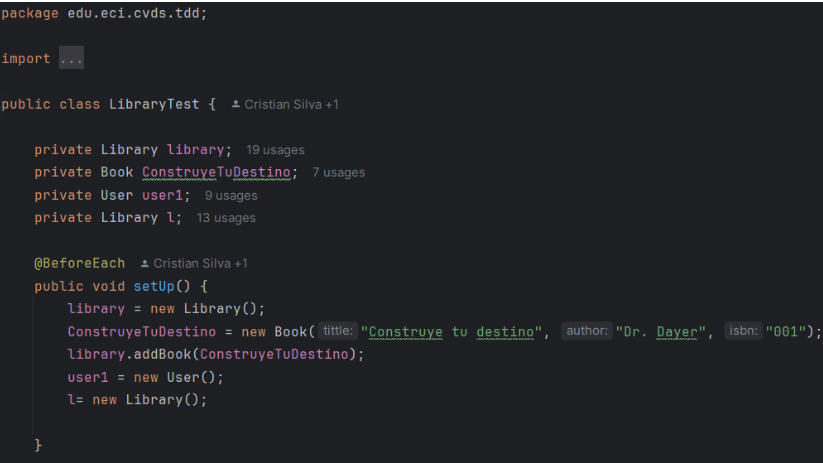 package edu.eci.cvds.tdd;
import ...
public class LibraryTest { Cristian Silva +1
private Library library; 19 usages
private Book ConstruyeTuDestino; 7 usages
private User user1; 9 usages
private Library l; 13 usages
@BeforeEach Cristian Silva +1
public void setUp() {
library = new Library();
ConstruyeTuDestino = new Book( tittle: "Construye tu destino", author: "Dr. Dayer", isbn: "001");
library.addBook(ConstruyeTuDestino);
user1 = new User();
l= new Library();
}